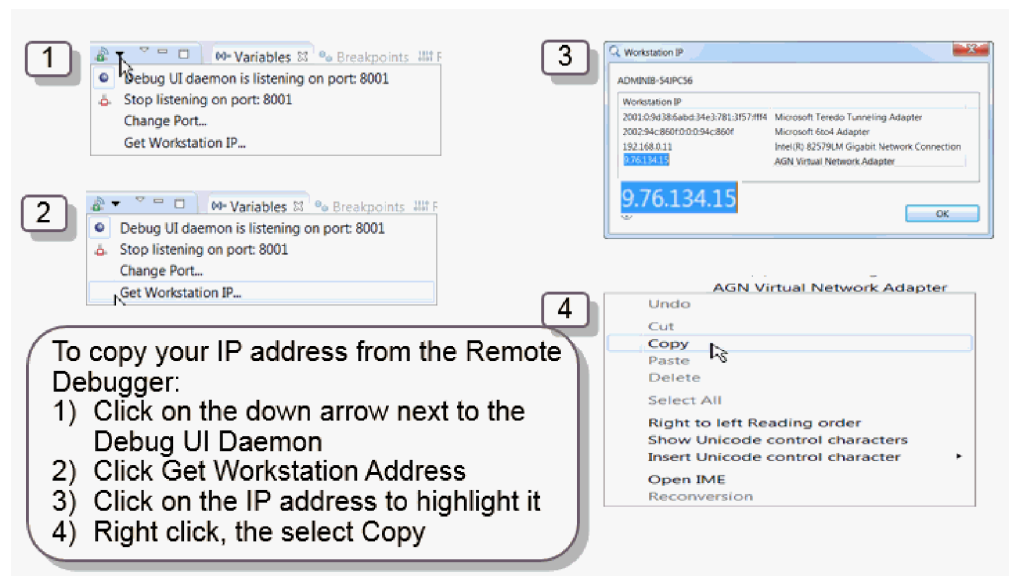 1
Variables Breakpoints F
Debug UI daemon is listening on port: 8001
Stop listening on port: 8001
Change Port...
Get Workstation IP...
2
Variables Breakpoints F
Debug UI daemon is listening on port: 8001
Stop listening on port: 8001
Change Port...
Get Workstation IP...
To copy your IP address from the Remote
Debugger:
1) Click on the down arrow next to the
Debug UI Daemon
2) Click Get Workstation Address
3) Click on the IP address to highlight it
4) Right click, the select Copy
3
Workstation IP
Workstation IP
Microsoft Teredo Tunneling Adapter
Microsoft 6to4 Adapter
192.168.0.11 Intel(R) 82579LM Gigabit Network Connection
9.76.134.15 AGN Virtual Network Adapter
9.76.134.15
OK
4
AGN Virtual Network Adapter
Undo
Cut
Copy
Paste
Delete
Select All
Right to left Reading order
Show Unicode control characters
Insert Unicode control character
Open IME
Reconversion